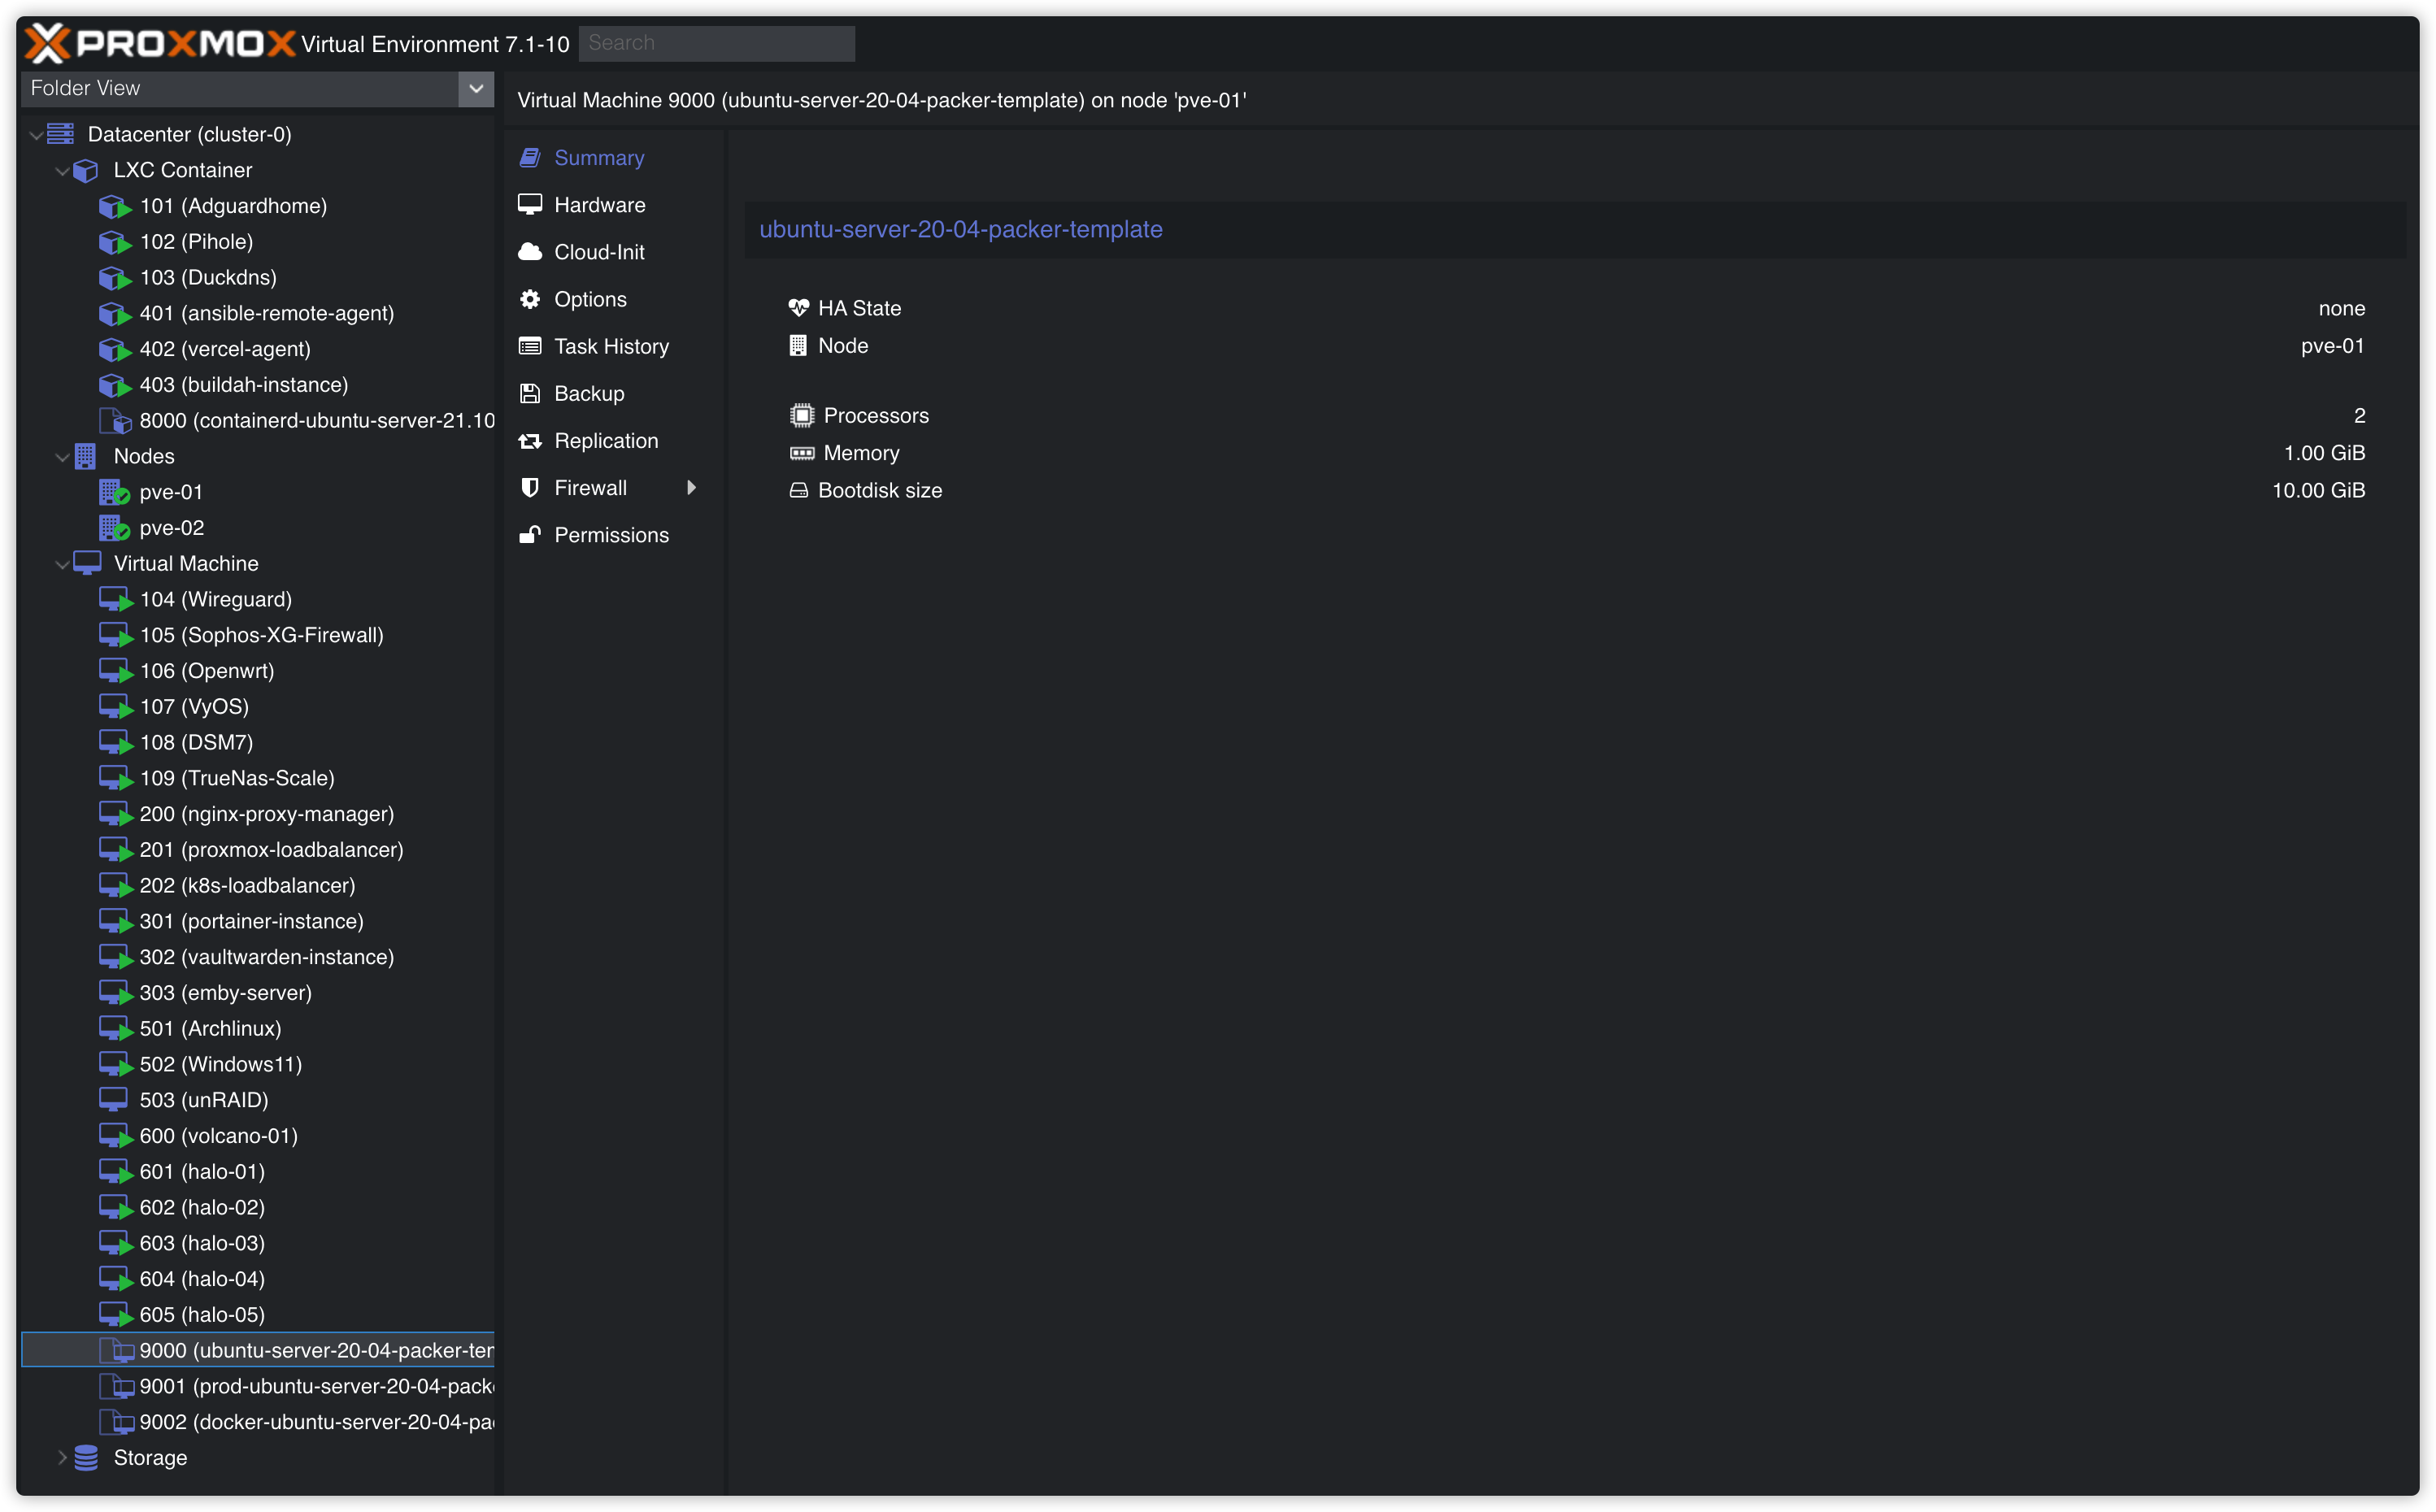 PROXMOX Virtual Environment 7.1-10 Search
Folder View
Datacenter (cluster-0)
LXC Container
101 (Adguardhome)
102 (Pihole)
103 (Duckdns)
401 (ansible-remote-agent)
402 (vercel-agent)
403 (buildah-instance)
8000 (containerd-ubuntu-server-21.10
Nodes
pve-01
pve-02
Virtual Machine
104 (Wireguard)
105 (Sophos-XG-Firewall)
106 (Openwrt)
107 (VyOS)
108 (DSM7)
109 (TrueNas-Scale)
200 (nginx-proxy-manager)
201 (proxmox-loadbalancer)
202 (k8s-loadbalancer)
301 (portainer-instance)
302 (vaultwarden-instance)
303 (emby-server)
501 (Archlinux)
502 (Windows11)
503 (unRAID)
600 (volcano-01)
601 (halo-01)
602 (halo-02)
603 (halo-03)
604 (halo-04)
605 (halo-05)
9000 (ubuntu-server-20-04-packer-tem
9001 (prod-ubuntu-server-20-04-packe
9002 (docker-ubuntu-server-20-04-pac
Storage
Virtual Machine 9000 (ubuntu-server-20-04-packer-template) on node 'pve-01'
Summary
Hardware
Cloud-Init
Options
Task History
Backup
Replication
Firewall
Permissions
ubuntu-server-20-04-packer-template
HA State none
Node pve-01
Processors 2
Memory 1.00 GiB
Bootdisk size 10.00 GiB